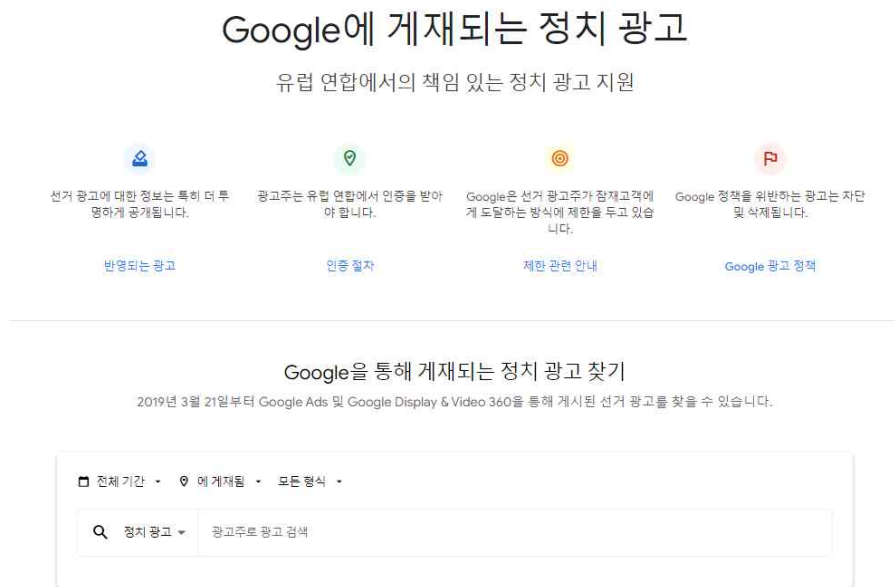 Google에 게재되는 정치 광고
유럽 연합에서의 책임 있는 정치 광고 지원
선거 광고에 대한 정보는 특히 더 투
명하게 공개됩니다.
반영되는 광고
광고주는 유럽 연합에서 인증을 받아
야 합니다.
인증 절차
Google은 선거 광고주가 잠재고객에
게 도달하는 방식에 제한을 두고 있습
니다.
제한 관련 안내
Google 정책을 위반하는 광고는 차단
및 삭제됩니다.
Google 광고 정책
Google을 통해 게재되는 정치 광고 찾기
2019년 3월 21일부터 Google Ads 및 Google Display & Video 360을 통해 게시된 선거 광고를 찾을 수 있습니다.
전체 기간 에 게재됨 모든 형식
정치 광고 광고주로 광고 검색